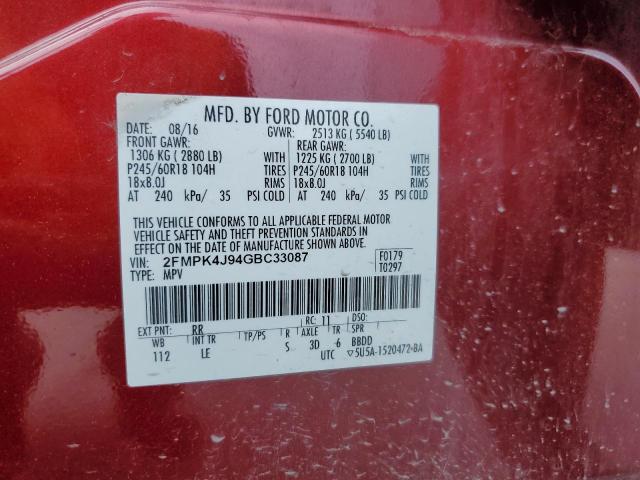 MFD. BY FORD MOTOR CO.
DATE: 08/16 GVWR: 2513 KG ( 5540 LB)
FRONT GAWR: REAR GAWR:
1306 KG ( 2880 LB) WITH 1225 KG ( 2700 LB) WITH
P245/60R18 104H TIRES P245/60R18 104H TIRES
18x8.0J RIMS 18x8.0J RIMS
AT 240 kPa/ 35 PSI COLD AT 240 kPa/ 35 PSI COLD
THIS VEHICLE CONFORMS TO ALL APPLICABLE FEDERAL MOTOR
VEHICLE SAFETY AND THEFT PREVENTION STANDARDS IN
EFFECT ON THE DATE OF MANUFACTURE SHOWN ABOVE.
VIN: 2FMPK4J94GBC33087 F0179
TYPE: MPV T0297
EXT PNT: RR RC: 11 DSO:
WB INT TR TP/PS R AXLE TR SPR
112 LE S 3D 6 BBDD
UTC ▽5U5A-1520472-BA